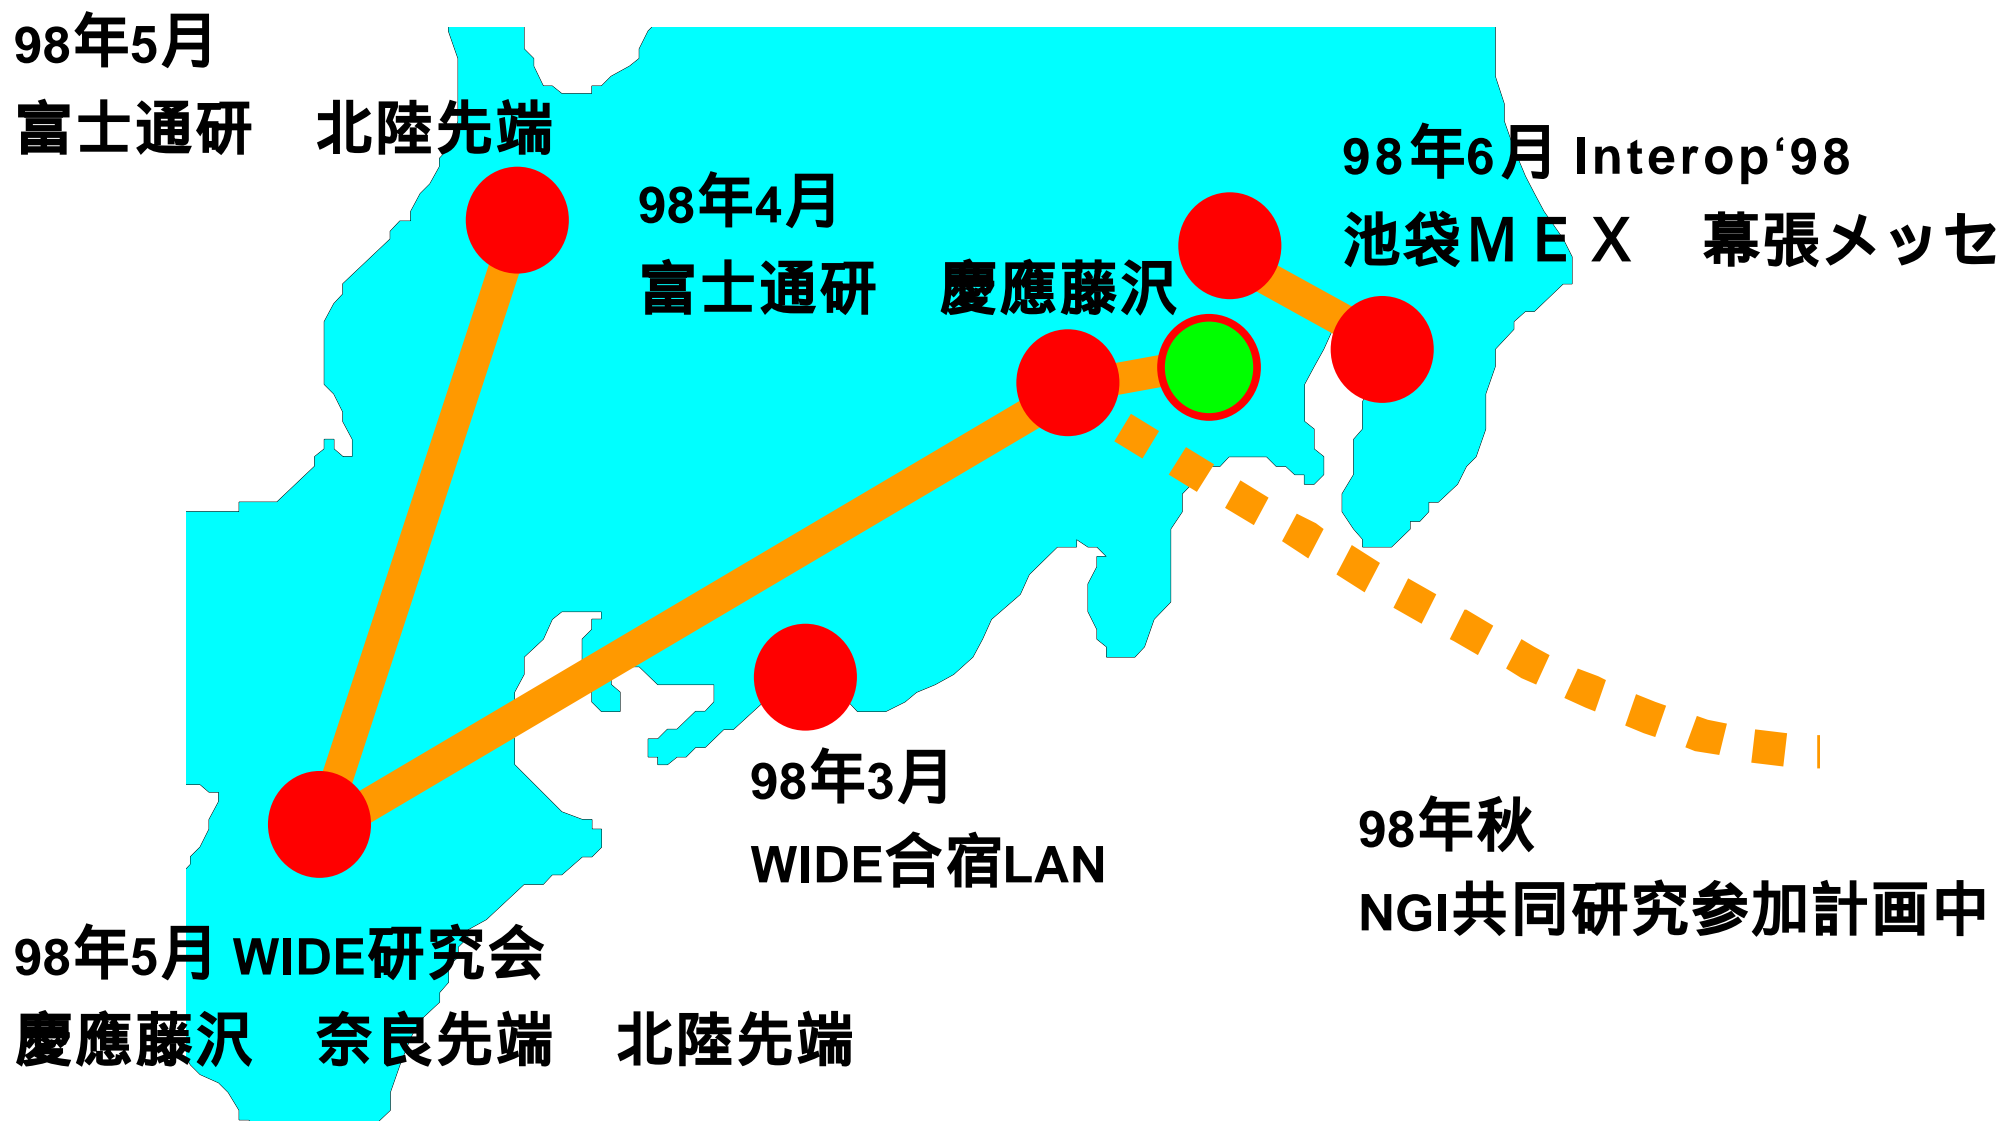 98年5月
富士通研　北陸先端
98年4月
富士通研　慶應藤沢
98年6月 Interop‘98
池袋ＭＥＸ　幕張メッセ
98年3月
WIDE合宿LAN
98年秋
NGI共同研究参加計画中
98年5月 WIDE研究会
慶應藤沢　奈良先端　北陸先端